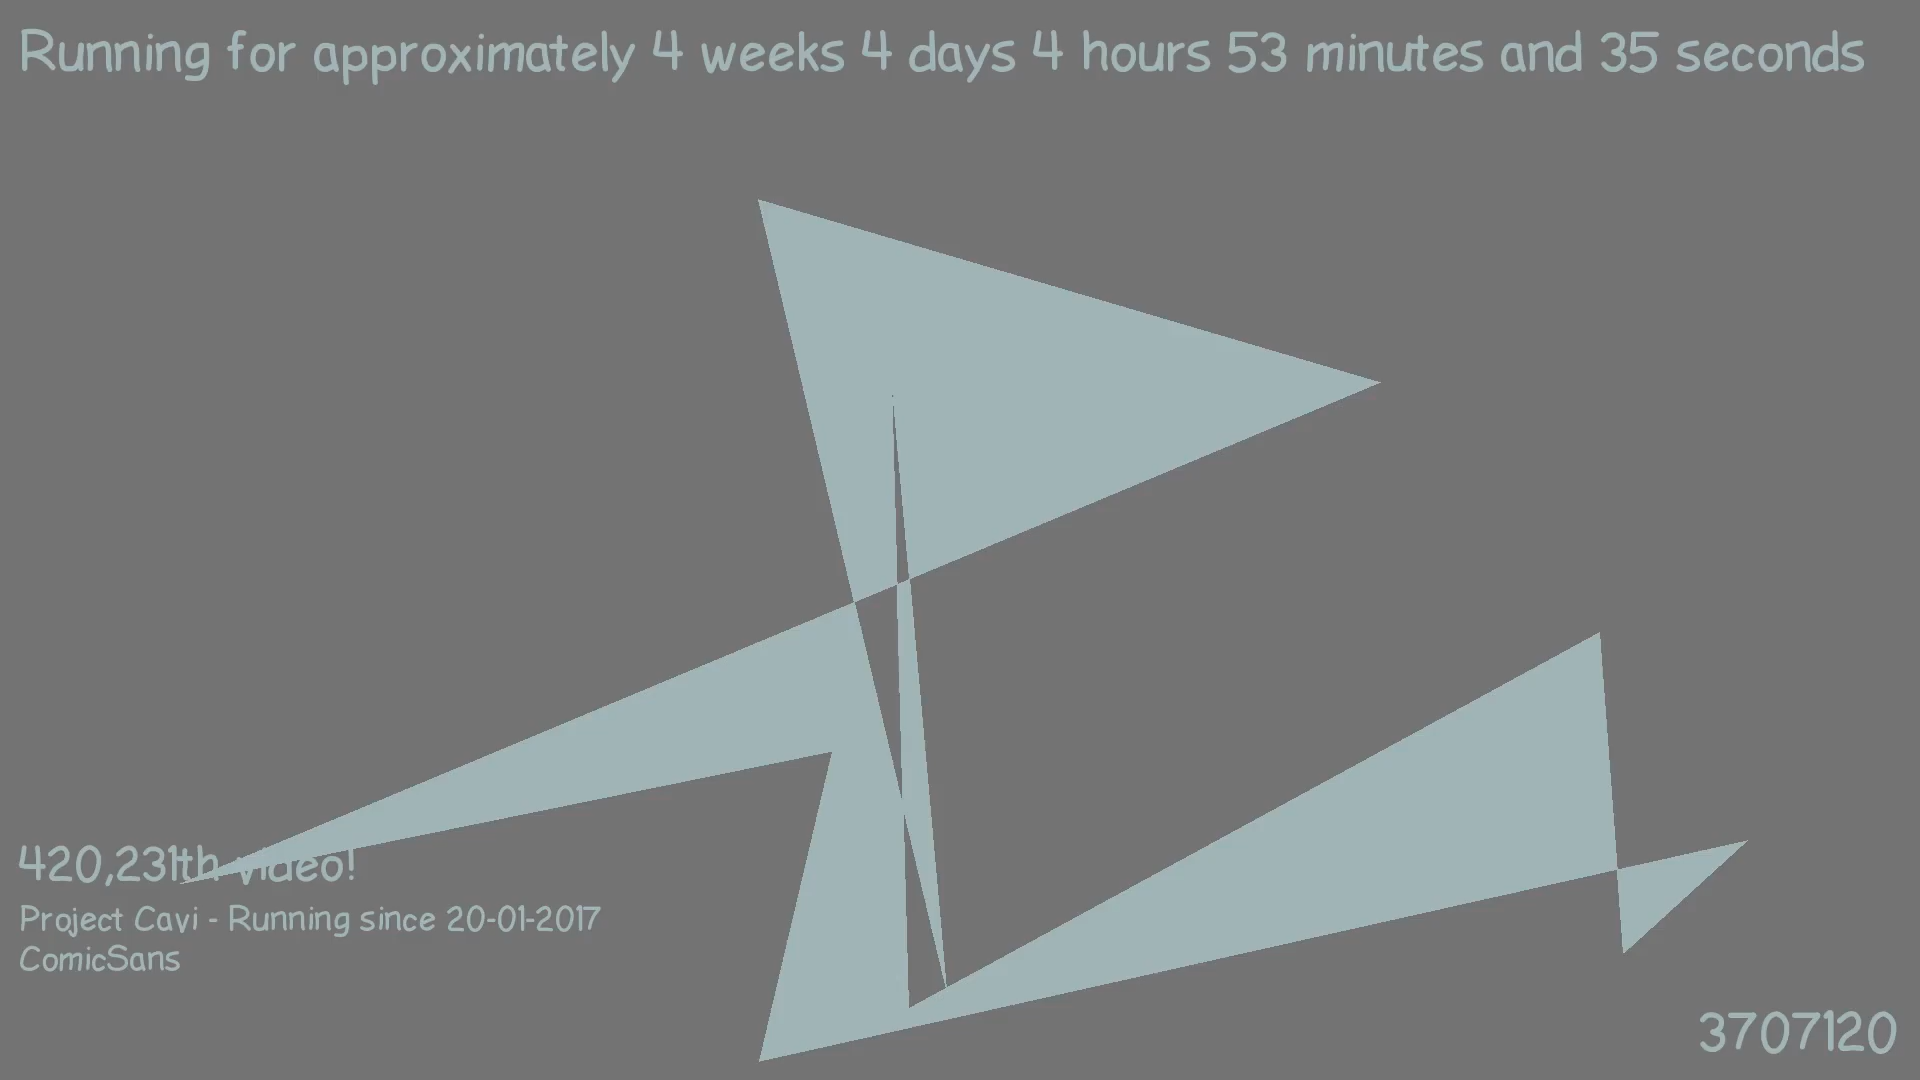 Running for approximately 4 weeks 4 days 4 hours 53 minutes and 35 seconds
420,231th video!
Project Cavi - Running since 20-01-2017
ComicSans
3707120